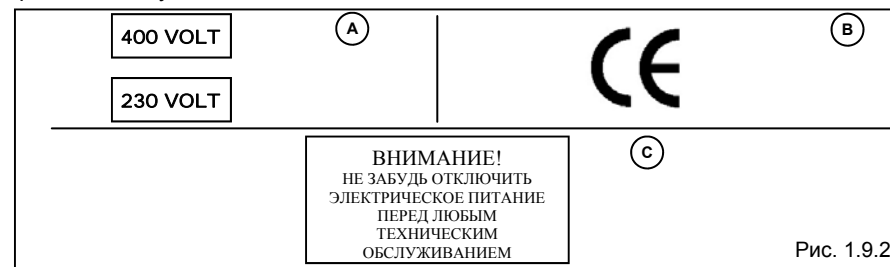 400 VOLT
A
B
230 VOLT
CE
C
ВНИМАНИЕ!
НЕ ЗАБУДЬ ОТКЛЮЧИТЬ
ЭЛЕКТРИЧЕСКОЕ ПИТАНИЕ
ПЕРЕД ЛЮБЫМ
ТЕХНИЧЕСКИМ
ОБСЛУЖИВАНИЕМ
Рис. 1.9.2